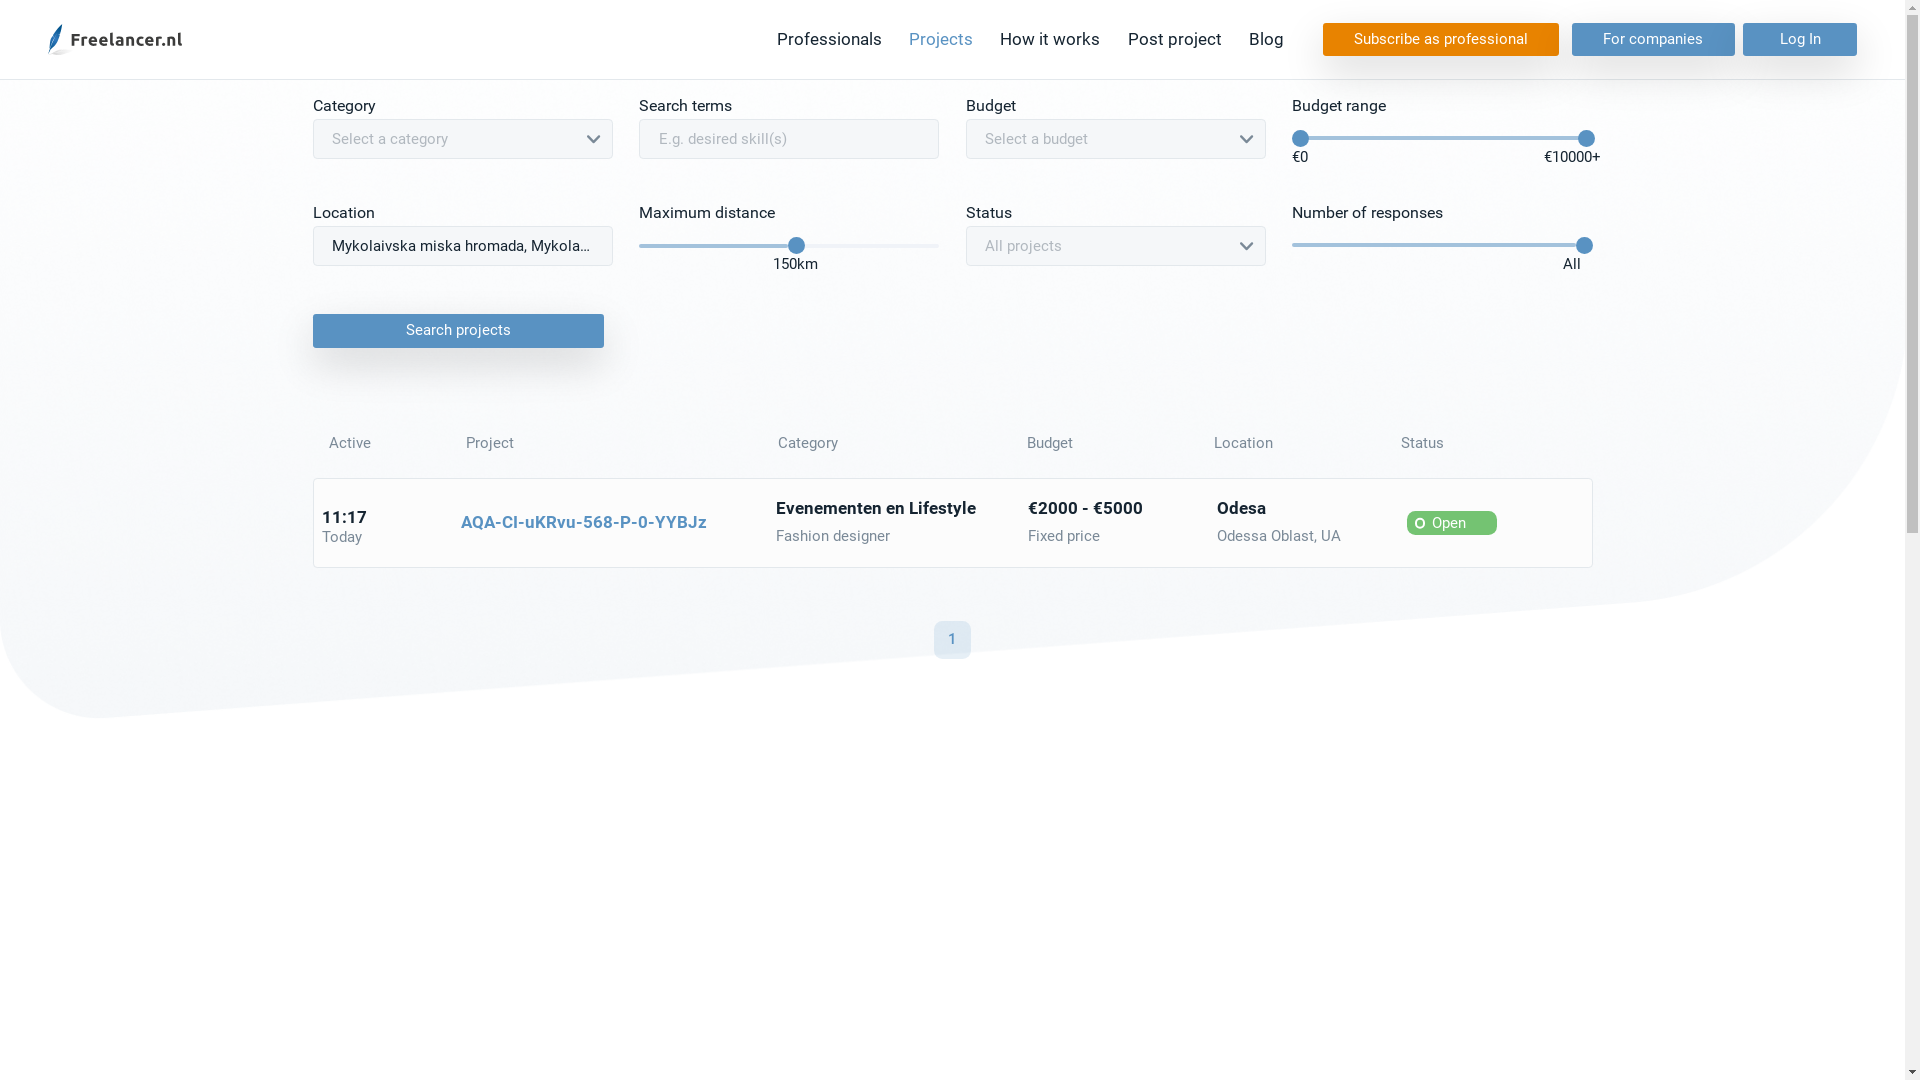 Freelancer.nl
Professionals
Projects
How it works
Post project
Blog
Subscribe as professional
For companies
Log In
Category
Search terms
Budget
Budget range
Select a category
E.g. desired skill(s)
Select a budget
€0
€10000+
Location
Maximum distance
Status
Number of responses
Mykolaivska miska hromada, Mykola...
150km
All projects
All
Search projects
Active
Project
Category
Budget
Location
Status
11:17
Today
AQA-CI-uKRvu-568-P-0-YYBJz
Evenementen en Lifestyle
Fashion designer
€2000 - €5000
Fixed price
Odesa
Odessa Oblast, UA
Open
1